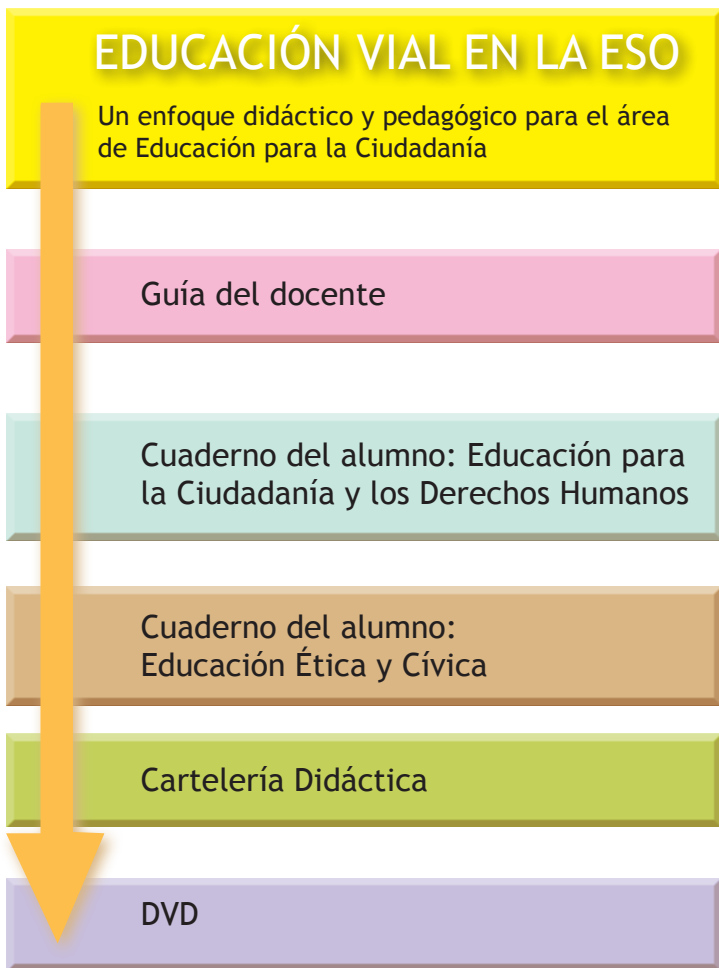 EDUCACIÓN VIAL EN LA ESO
Un enfoque didáctico y pedagógico para el área
de Educación para la Ciudadanía
Guía del docente
Cuaderno del alumno: Educación para
la Ciudadanía y los Derechos Humanos
Cuaderno del alumno:
Educación Ética y Cívica
Cartelería Didáctica
DVD